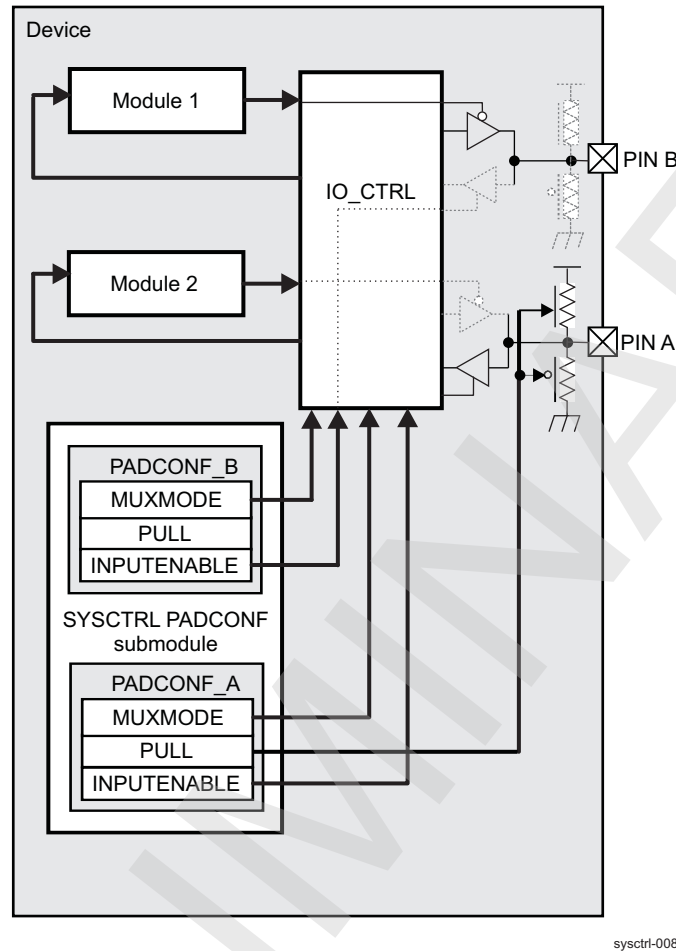 Device
Module 1
IO_CTRL
PIN B
Module 2
PIN A
PADCONF_B
MUXMODE
PULL
INPUTENABLE
SYSCTRL PADCONF
submodule
PADCONF_A
MUXMODE
PULL
INPUTENABLE
sysctrl-008